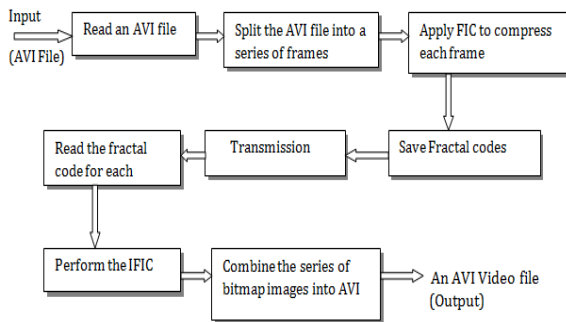 Input
(AVI File)
Read an AVI file
Split the AVI file into a
series of frames
Apply FIC to compress
each frame
Save Fractal codes
Transmission
Read the fractal
code for each
Perform the IFIC
Combine the series of
bitmap images into AVI
An AVI Video file
(Output)